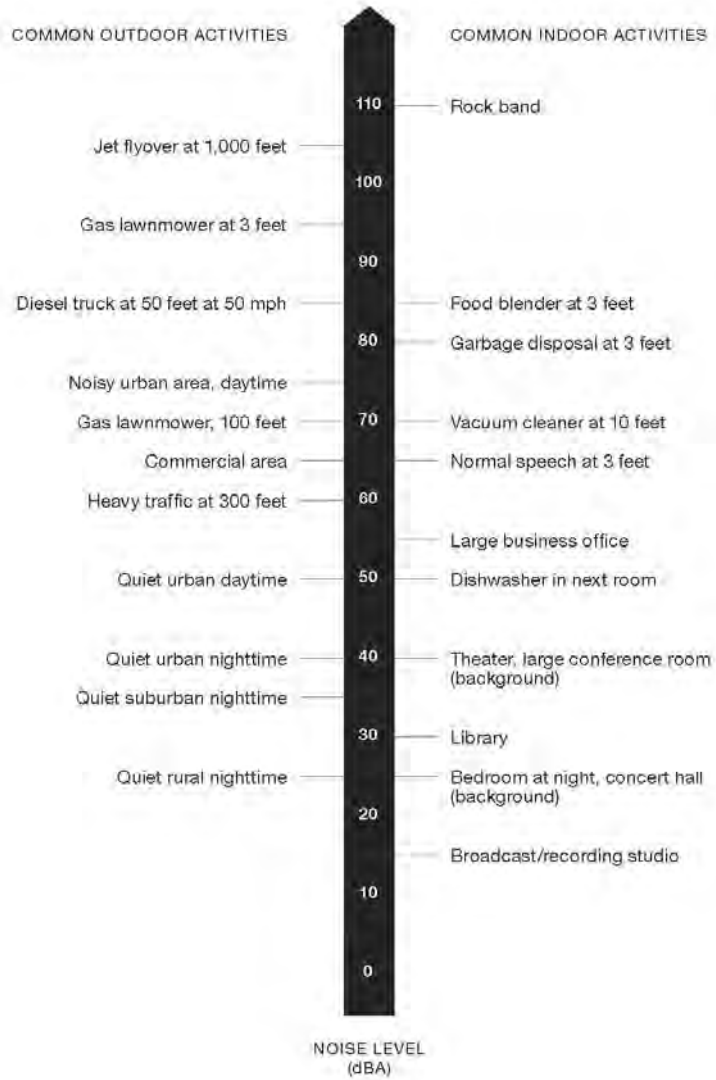 COMMON OUTDOOR ACTIVITIES
COMMON INDOOR ACTIVITIES
110
Rock band
Jet flyover at 1,000 feet
100
Gas lawnmower at 3 feet
90
Diesel truck at 50 feet at 50 mph
Food blender at 3 feet
80
Garbage disposal at 3 feet
Noisy urban area, daytime
Gas lawnmower, 100 feet
70
Vacuum cleaner at 10 feet
Commercial area
Normal speech at 3 feet
Heavy traffic at 300 feet
60
Large business office
Quiet urban daytime
50
Dishwasher in next room
Quiet urban nighttime
40
Theater, large conference room
(background)
Quiet suburban nighttime
30
Library
Quiet rural nighttime
Bedroom at night, concert hall
(background)
20
Broadcast/recording studio
10
0
NOISE LEVEL
(dBA)